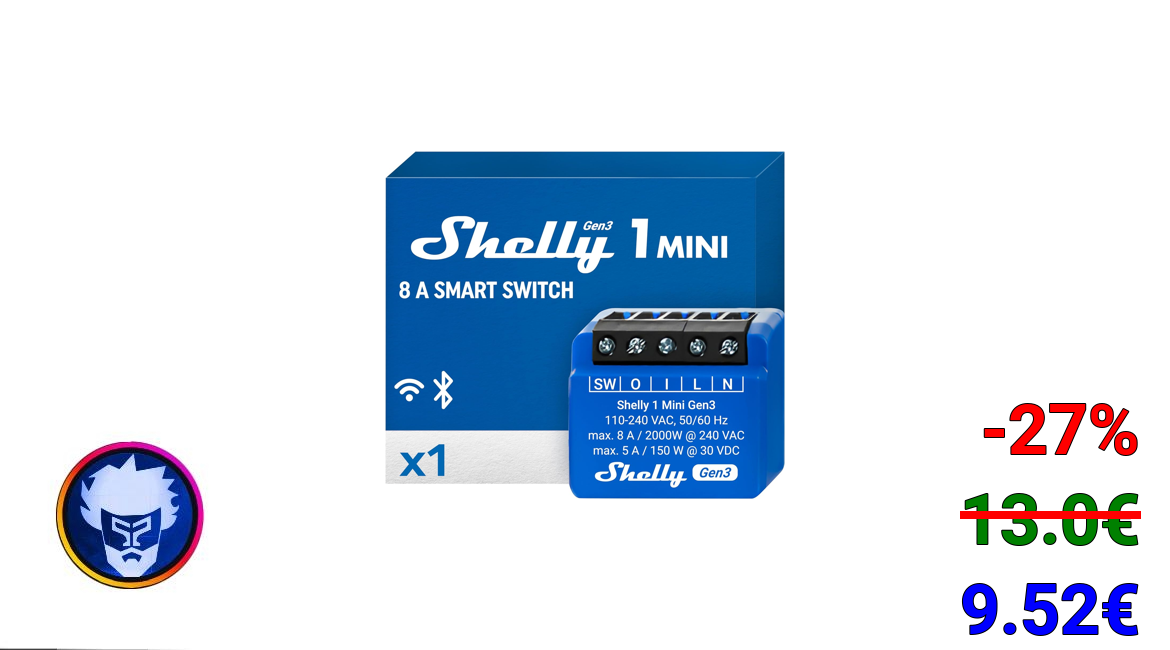 Shelly Gen3 1 MINI
8 A SMART SWITCH
x1
SW O I L N
Shelly 1 Mini Gen3
110-240 VAC, 50/60 Hz
max. 8 A / 2000W @ 240 VAC
max. 5 A / 150 W @ 30 VDC
Shelly Gen3
-27%
13.0€
9.52€